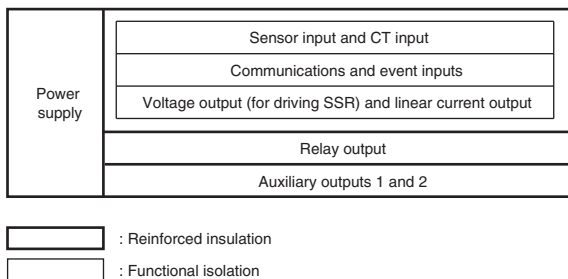 Sensor input and CT input
Communications and event inputs
Power
supply
Voltage output (for driving SSR) and linear current output
Relay output
Auxiliary outputs 1 and 2
: Reinforced insulation
: Functional isolation